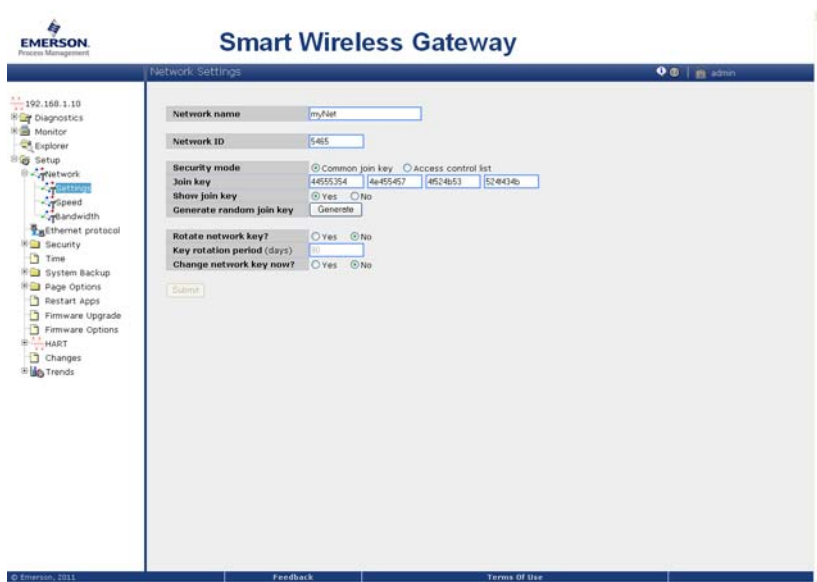 EMERSON.
Process Management
Smart Wireless Gateway
Network Settings
admin
192.168.1.10
Diagnostics
Monitor
Explorer
Setup
Network
Settings
Speed
Bandwidth
Ethernet protocol
Security
Time
System Backup
Page Options
Restart Apps
Firmware Upgrade
Firmware Options
HART
Changes
Trends
Network name myNet
Network ID 5465
Security mode Common join key Access control list
Join key 44555354 4e455457 4f524b53 524f434b
Show join key Yes No
Generate random join key Generate
Rotate network key? Yes No
Key rotation period (days) 30
Change network key now? Yes No
Submit
© Emerson, 2011 Feedback Terms Of Use